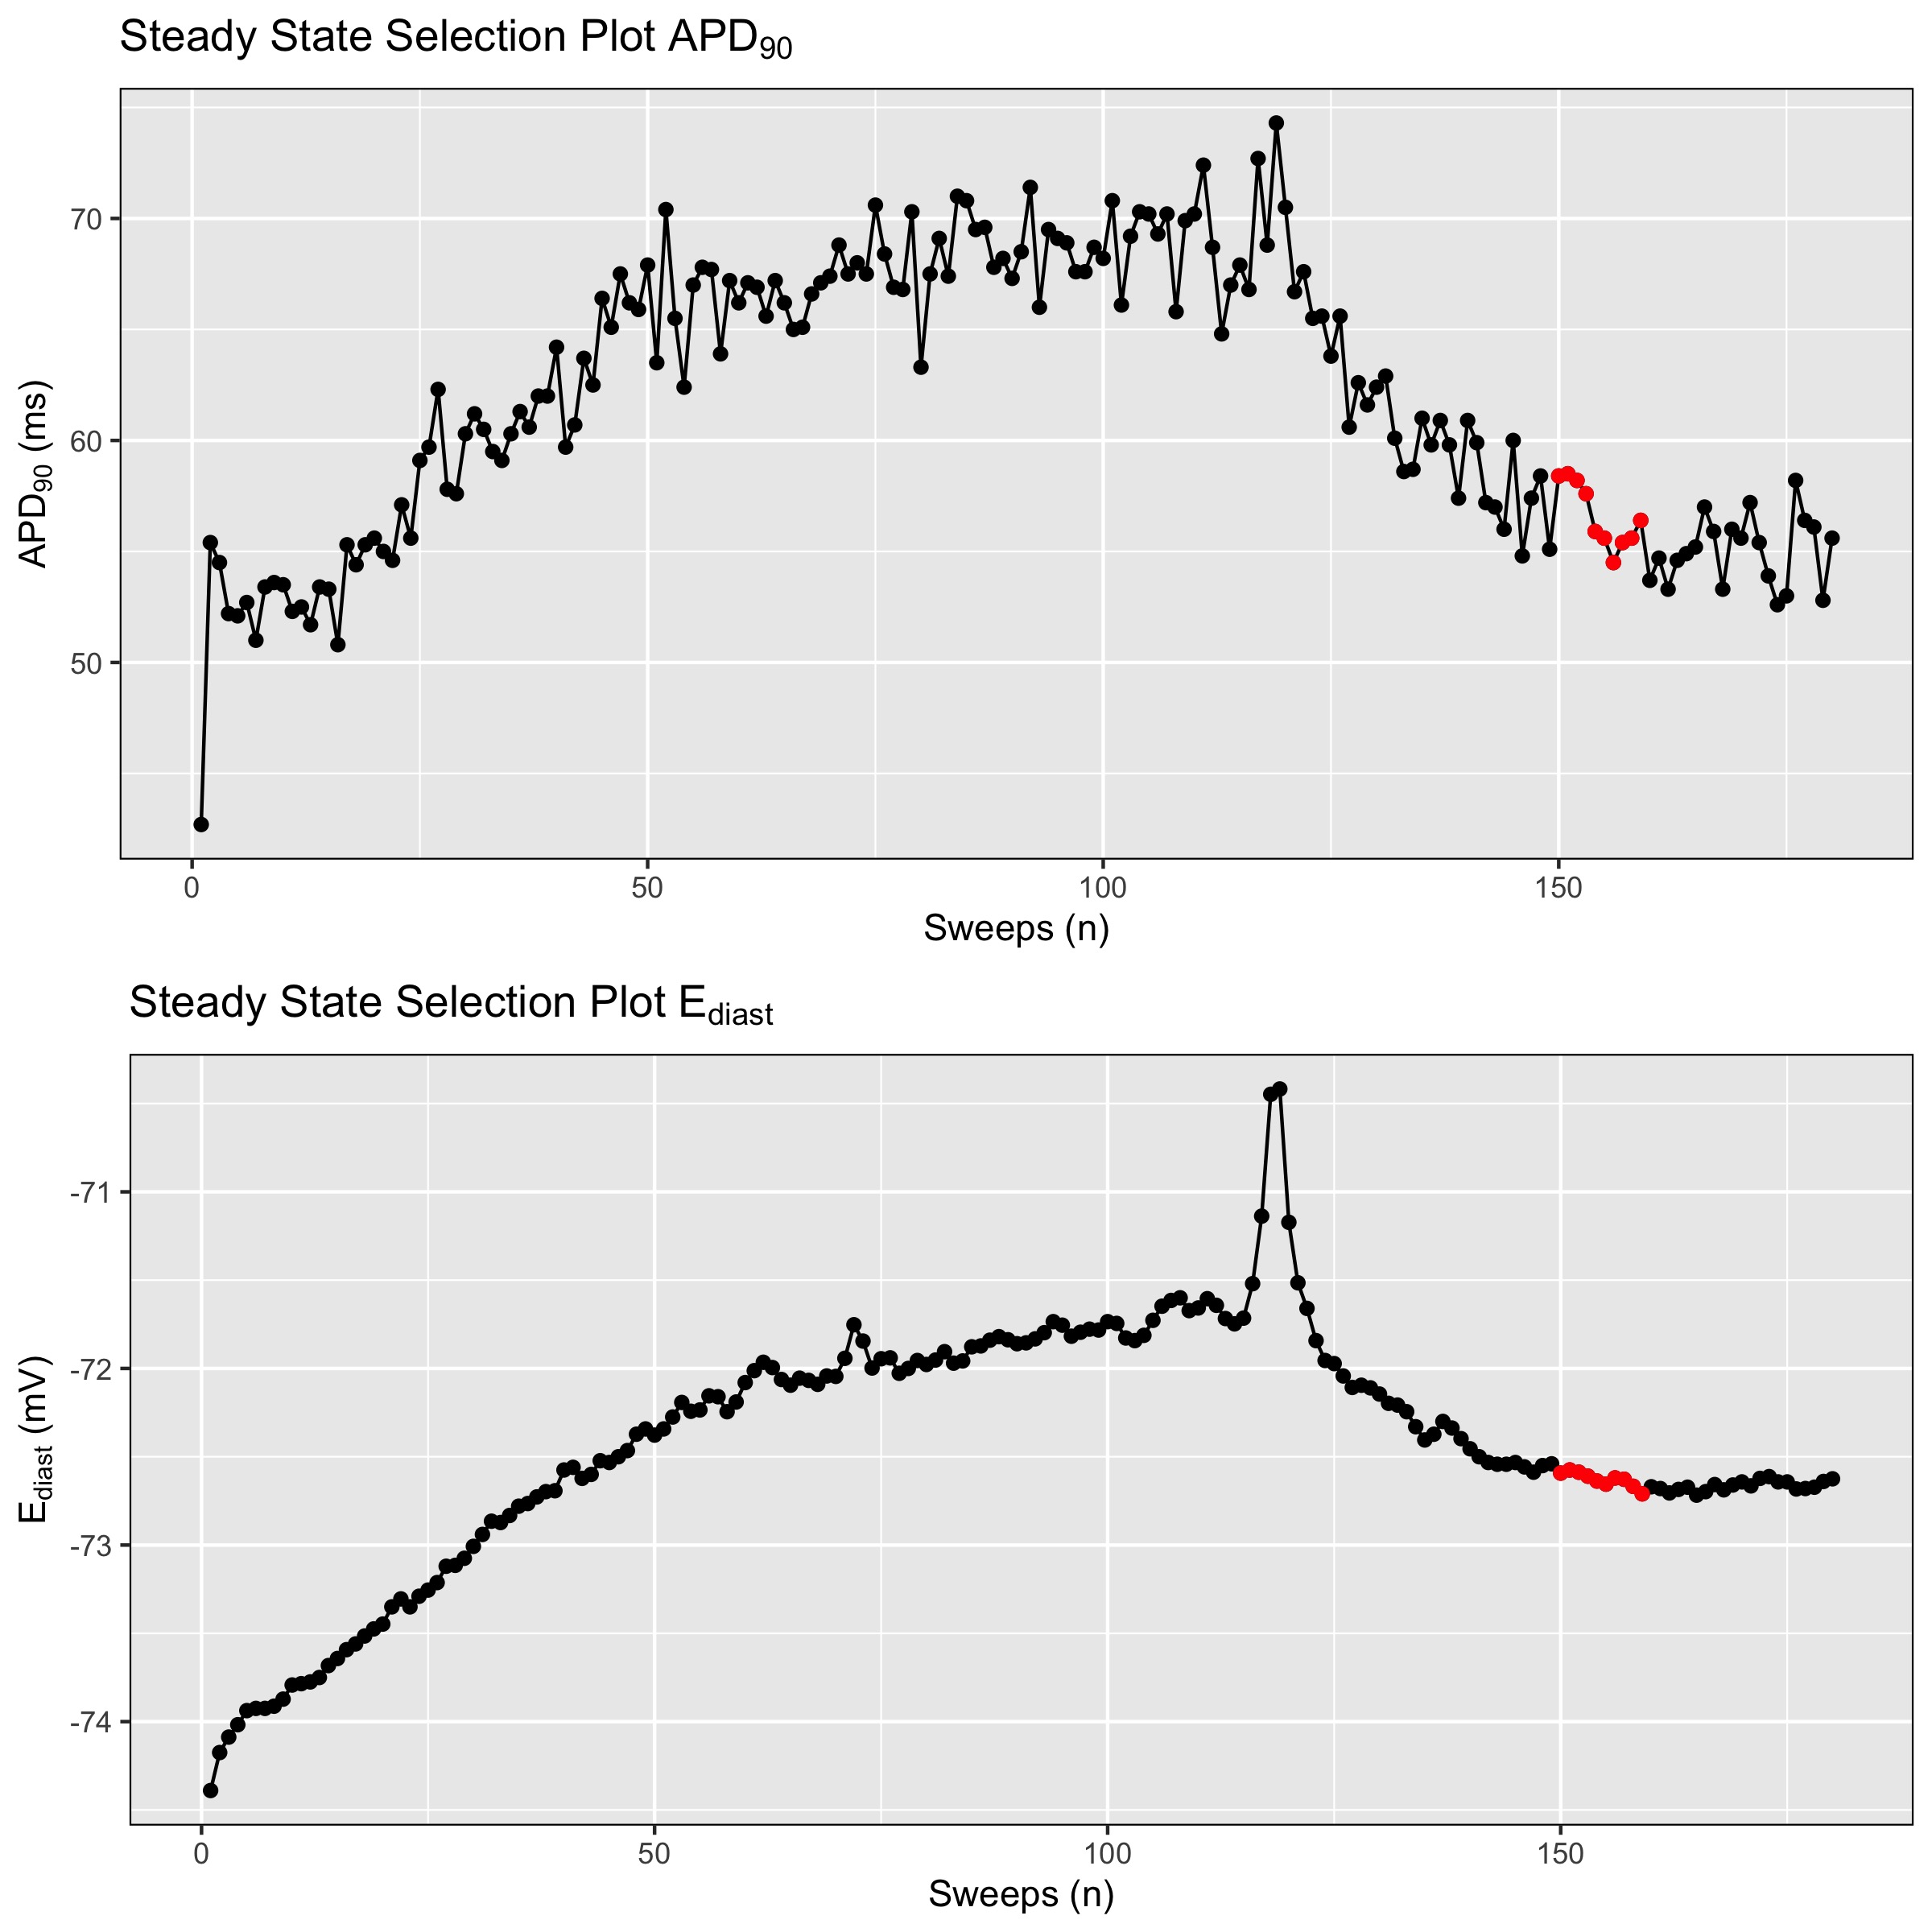 Steady State Selection Plot APD90
APD90 (ms)
70
60
50
0 50 100 150
Sweeps (n)
Steady State Selection Plot Ediast
Ediast (mV)
-71
-72
-73
-74
0 50 100 150
Sweeps (n)